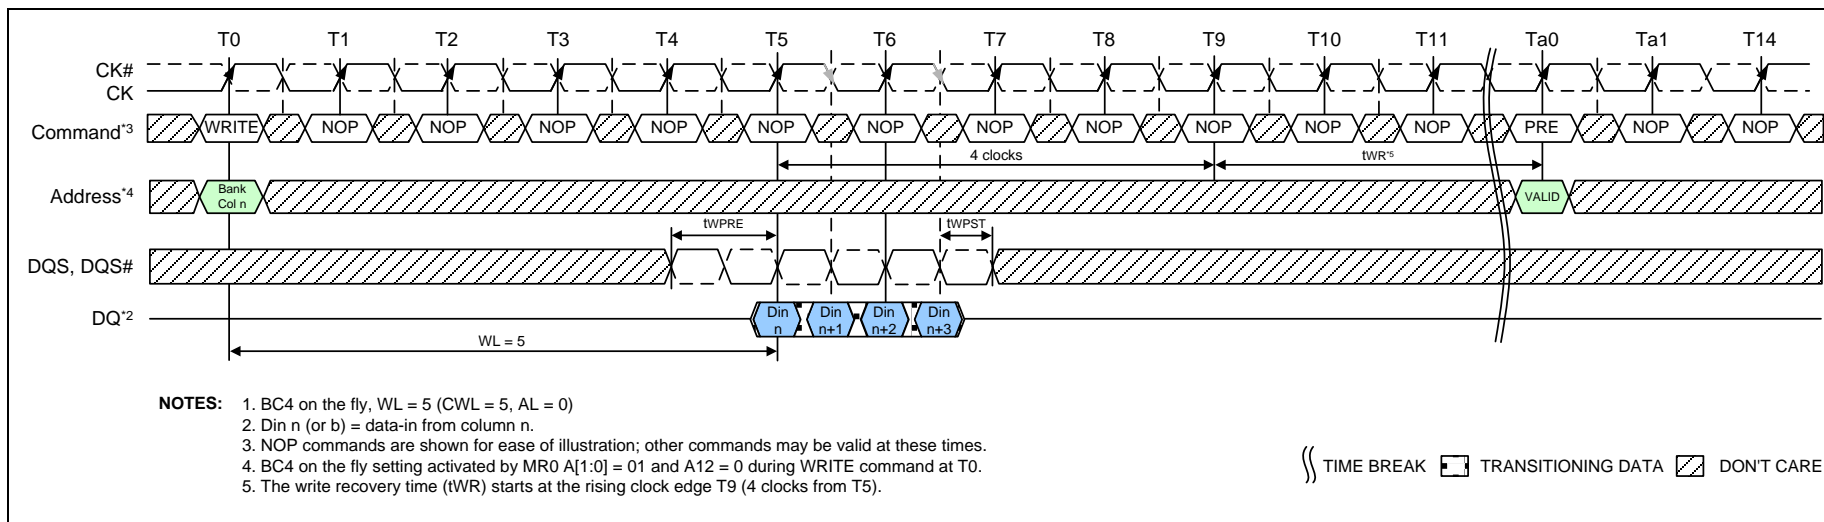 T0 T1 T2 T3 T4 T5 T6 T7 T8 T9 T10 T11 Ta0 Ta1 T14
CK#
CK
Command*3 WRITE NOP NOP NOP NOP NOP NOP NOP NOP NOP NOP NOP PRE NOP NOP
4 clocks tWR*5
Address*4 Bank Col n VALID
tWPRE tWPST
DQS, DQS#
DQ*2 Din n Din n+1 Din n+2 Din n+3
WL = 5
NOTES: 1. BC4 on the fly, WL = 5 (CWL = 5, AL = 0)
2. Din n (or b) = data-in from column n.
3. NOP commands are shown for ease of illustration; other commands may be valid at these times.
4. BC4 on the fly setting activated by MR0 A[1:0] = 01 and A12 = 0 during WRITE command at T0.
5. The write recovery time (tWR) starts at the rising clock edge T9 (4 clocks from T5).
TIME BREAK TRANSITIONING DATA DON'T CARE